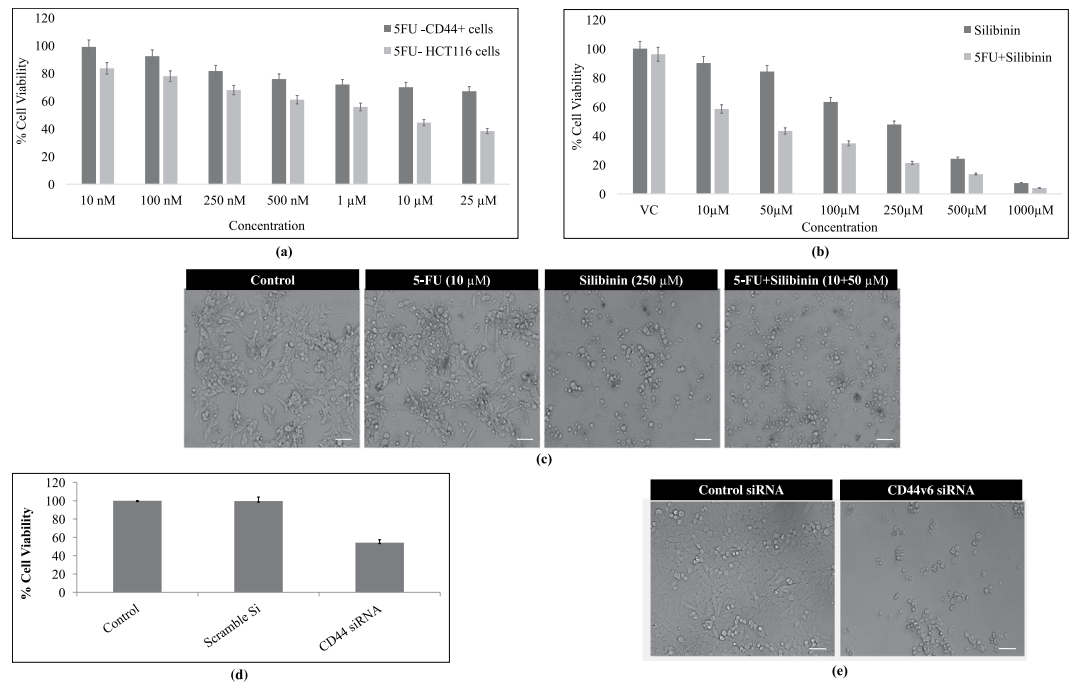 120
100
80
60
40
20
0
% Cell Viability
5FU -CD44+ cells
5FU- HCT116 cells
10 nM 100 nM 250 nM 500 nM 1 µM 10 µM 25 µM
Concentration
(a)
120
100
80
60
40
20
0
% Cell Viability
Silibinin
5FU+Silibinin
VC 10µM 50µM 100µM 250µM 500µM 1000µM
Concentration
(b)
Control 5-FU (10 µM) Silibinin (250 µM) 5-FU+Silibinin (10+50 µM)
(c)
120
100
80
60
40
20
0
% Cell Viability
Control Scramble Si CD44 siRNA
(d)
Control siRNA CD44v6 siRNA
(e)